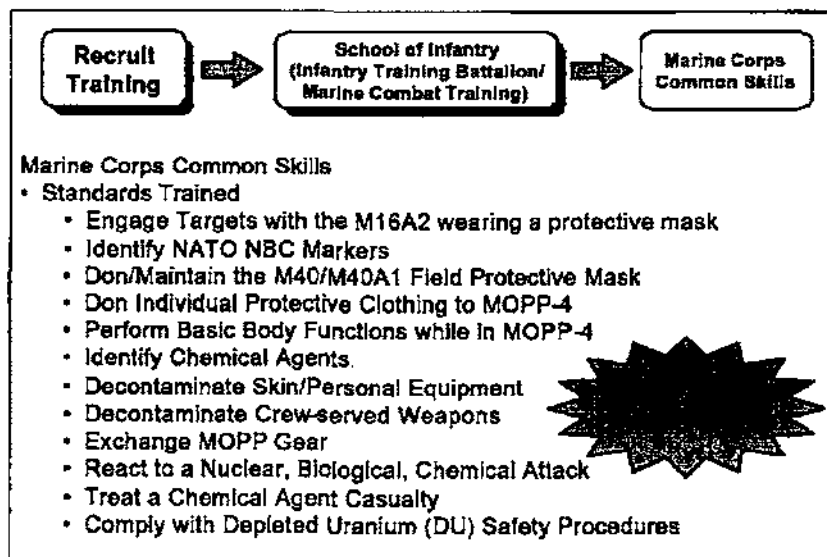 Recruit
Training
School of Infantry
(Infantry Training Battalion/
Marine Combat Training)
Marine Corps
Common Skills
Marine Corps Common Skills
• Standards Trained
• Engage Targets with the M16A2 wearing a protective mask
• Identify NATO NBC Markers
• Don/Maintain the M40/M40A1 Field Protective Mask
• Don Individual Protective Clothing to MOPP-4
• Perform Basic Body Functions while in MOPP-4
• Identify Chemical Agents
• Decontaminate Skin/Personal Equipment
• Decontaminate Crew-served Weapons
• Exchange MOPP Gear
• React to a Nuclear, Biological, Chemical Attack
• Treat a Chemical Agent Casualty
• Comply with Depleted Uranium (DU) Safety Procedures